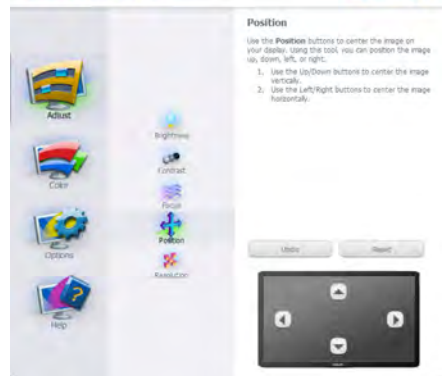 Position
Use the Position buttons to center the image on
your display. Using the tool, you can position the image
up, down, left, or right.
1. Use the Up/Down buttons to center the image
vertically.
2. Use the Left/Right buttons to center the image
horizontally.
Adjust
Color
Options
Help
Brightness
Contrast
Focus
Position
Resolution
Undo
Reset